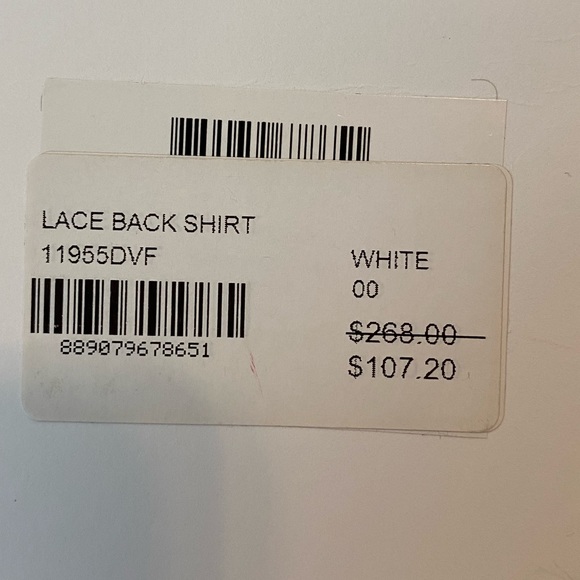 LACE BACK SHIRT
11955DVF
WHITE
00
889079678651
$268.00
$107.20